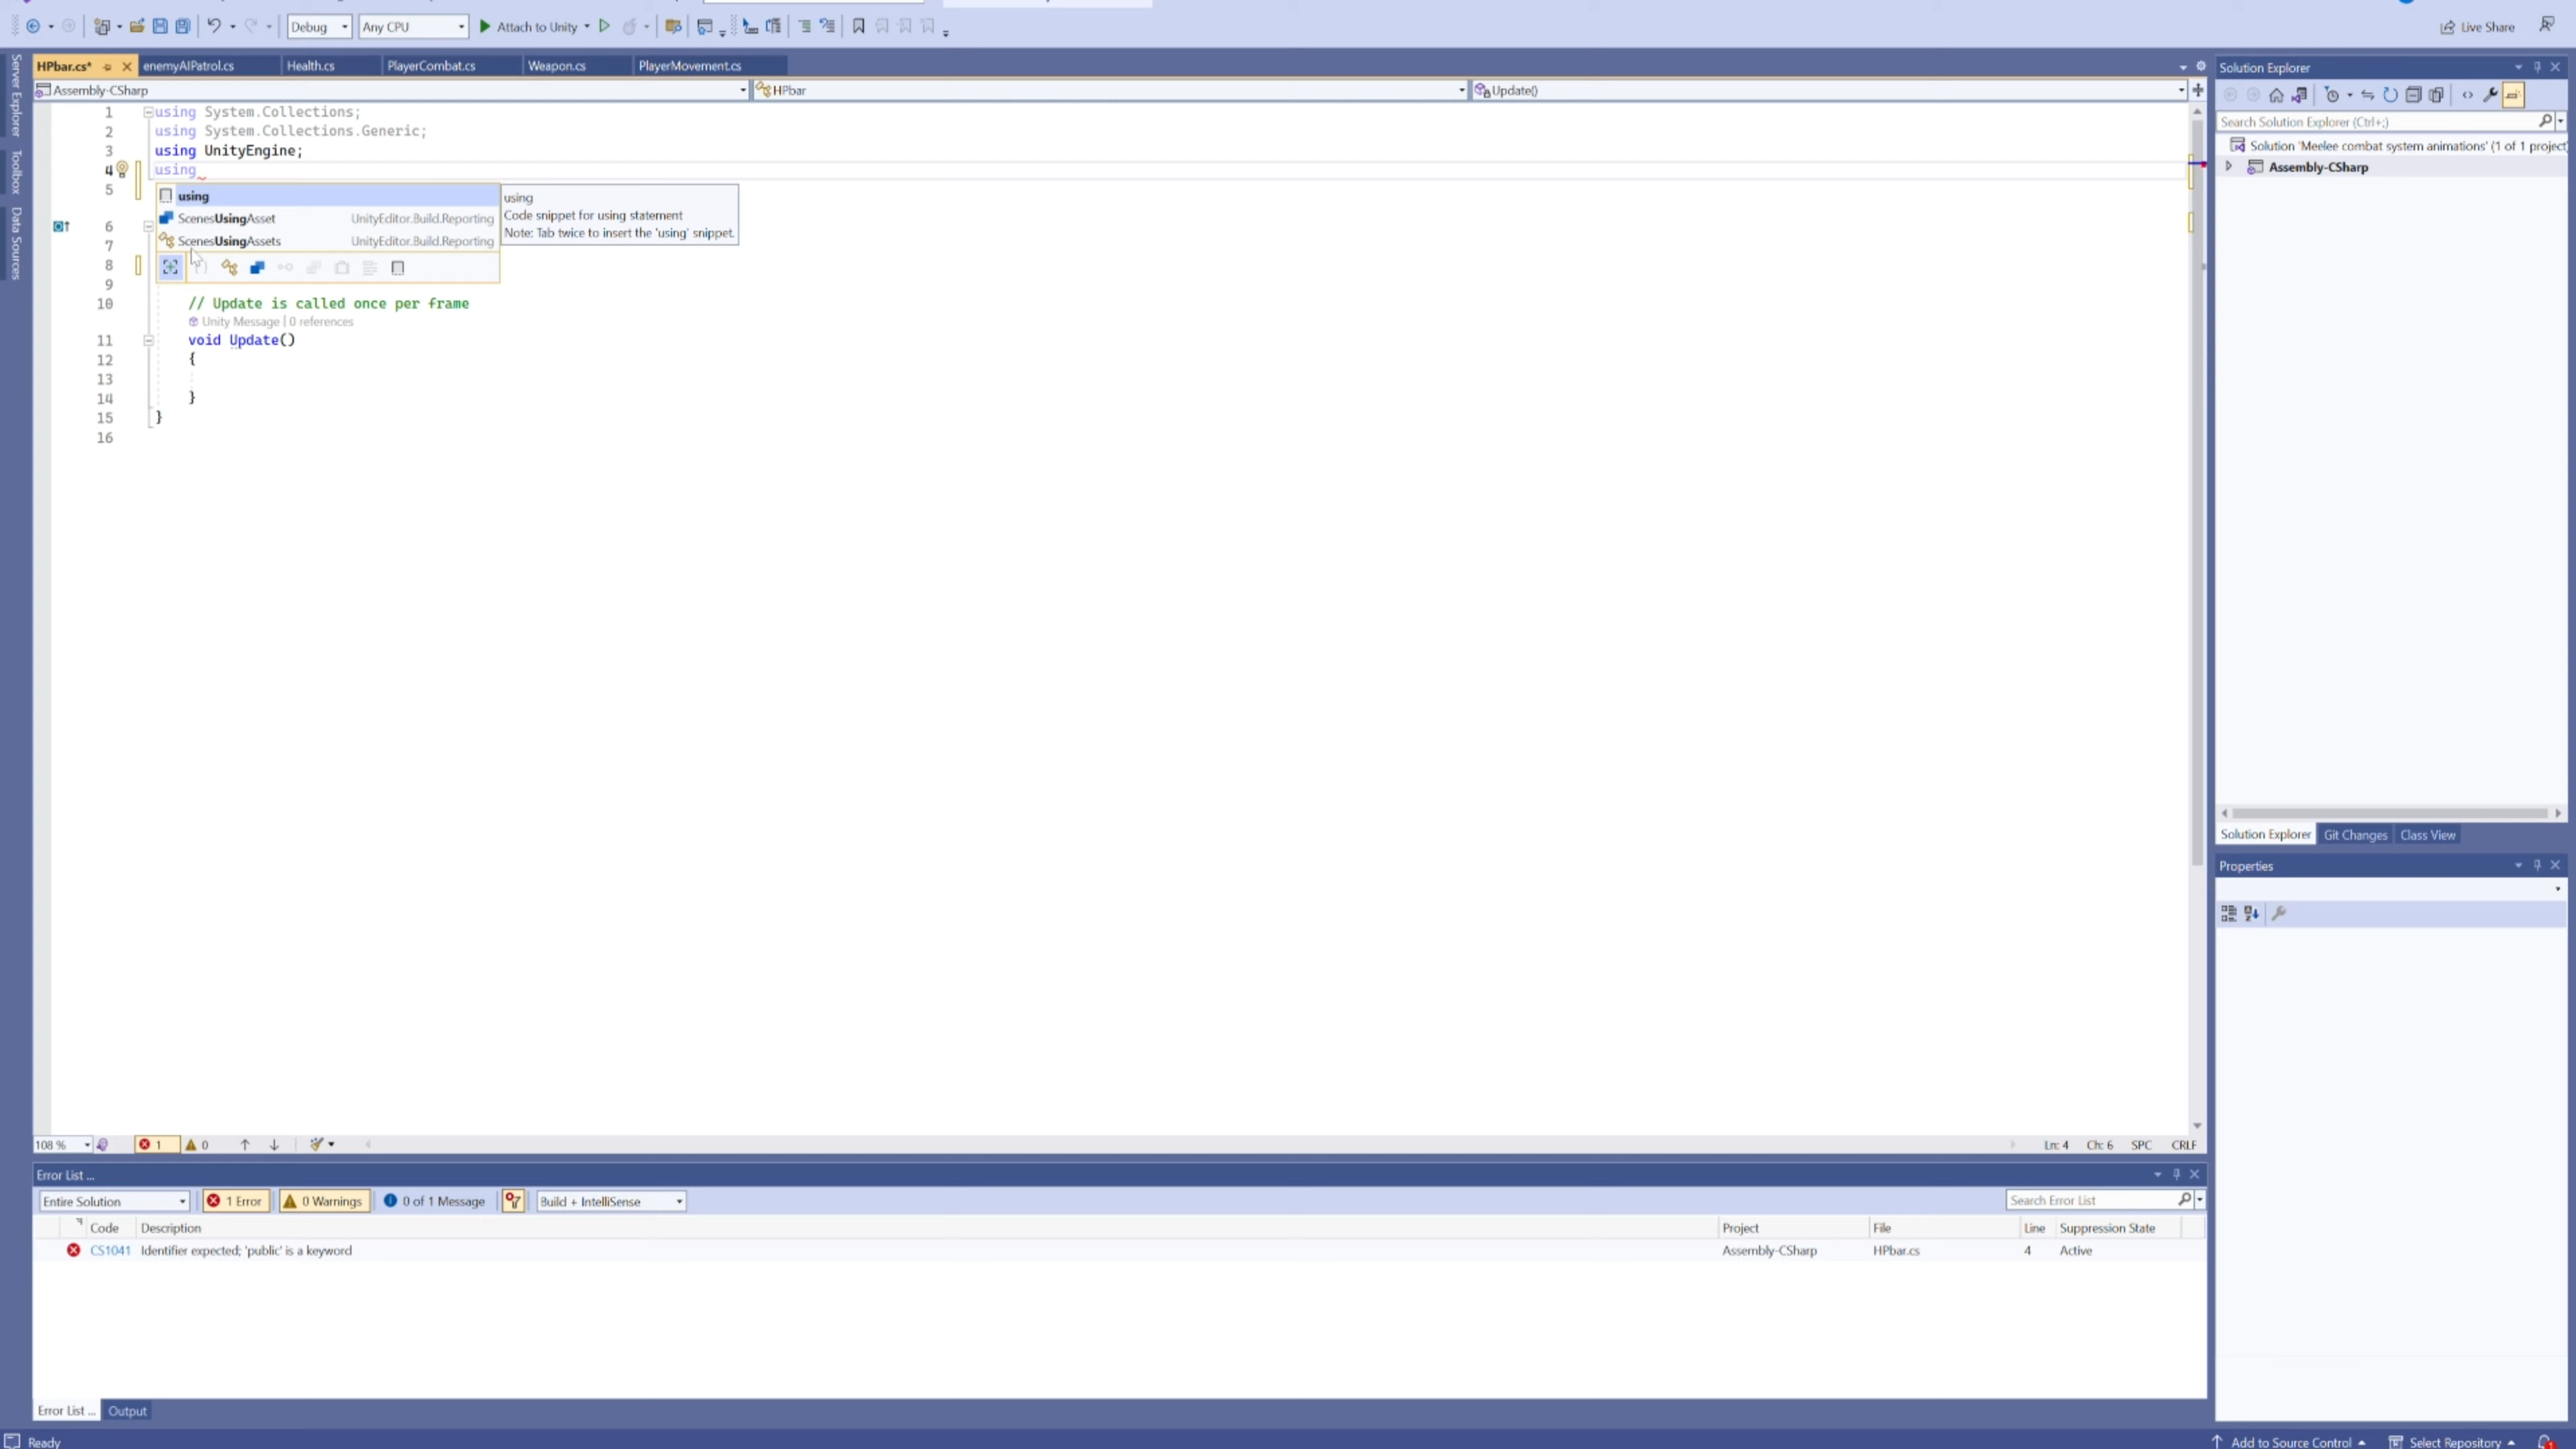 Debug
Any CPU
Attach to Unity
Live Share
Server Explorer
Toolbox
Data Sources
HPbar.cs*
enemyAIPatrol.cs
Health.cs
PlayerCombat.cs
Weapon.cs
PlayerMovement.cs
Assembly-CSharp
HPbar
Update()
1 using System.Collections;
2 using System.Collections.Generic;
3 using UnityEngine;
4 using
5
using
ScenesUsingAsset UnityEditor.Build.Reporting
ScenesUsingAssets UnityEditor.Build.Reporting
using
Code snippet for using statement
Note: Tab twice to insert the 'using' snippet.
6
7
8
9
10 // Update is called once per frame
Unity Message | 0 references
11 void Update()
12 {
13
14 }
15 }
16
108 %
1
0
Ln: 4 Ch: 6 SPC CRLF
Error List ...
Entire Solution
1 Error
0 Warnings
0 of 1 Message
Build + IntelliSense
Search Error List
Code Description Project File Line Suppression State
CS1041 Identifier expected; 'public' is a keyword Assembly-CSharp HPbar.cs 4 Active
Error List ...
Output
Ready
Solution Explorer
Search Solution Explorer (Ctrl+;)
Solution 'Meelee combat system animations' (1 of 1 project
Assembly-CSharp
Solution Explorer
Git Changes
Class View
Properties
Add to Source Control
Select Repository
1